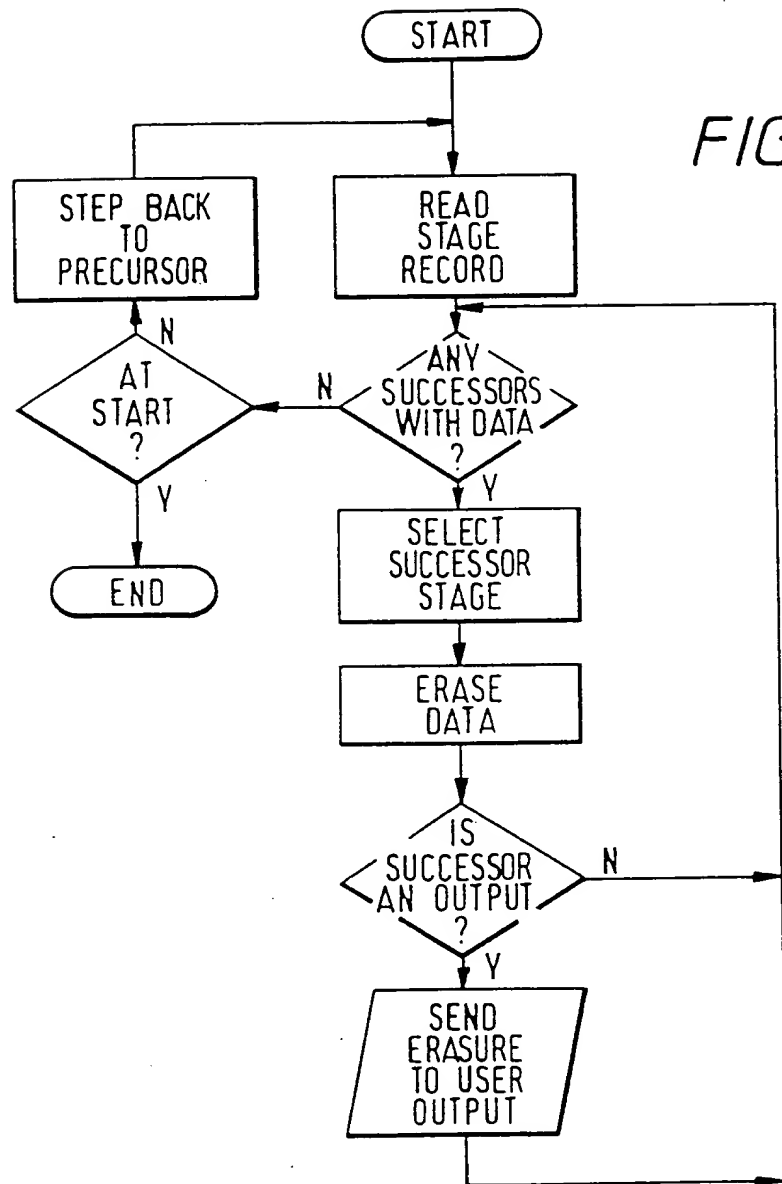 START
FIG
STEP BACK
TO
PRECURSOR
READ
STAGE
RECORD
N
AT
START
?
Y
END
N
ANY
SUCCESSORS
WITH DATA
?
Y
SELECT
SUCCESSOR
STAGE
ERASE
DATA
IS
SUCCESSOR
AN OUTPUT
?
N
Y
SEND
ERASURE
TO USER
OUTPUT